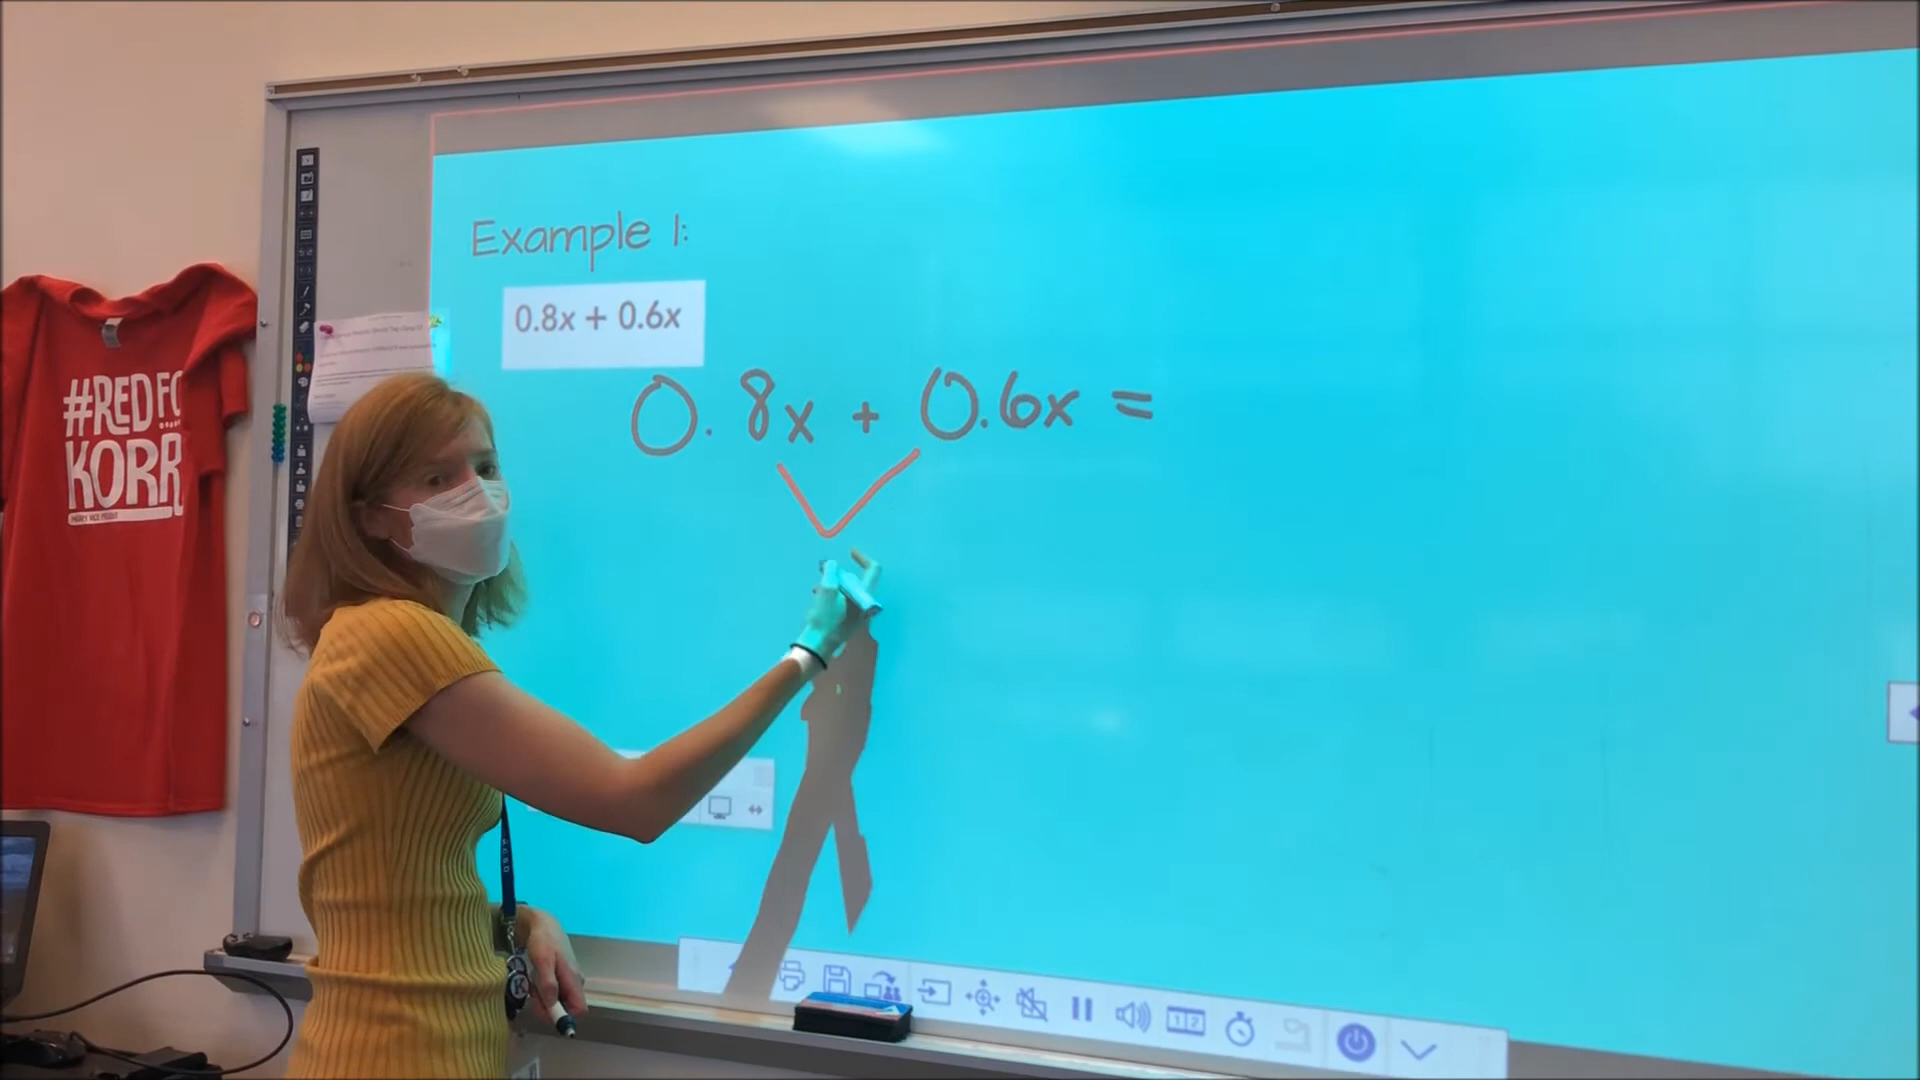 Example 1:
0.8x + 0.6x
0.8x + 0.6x =
#RED FO
KORR